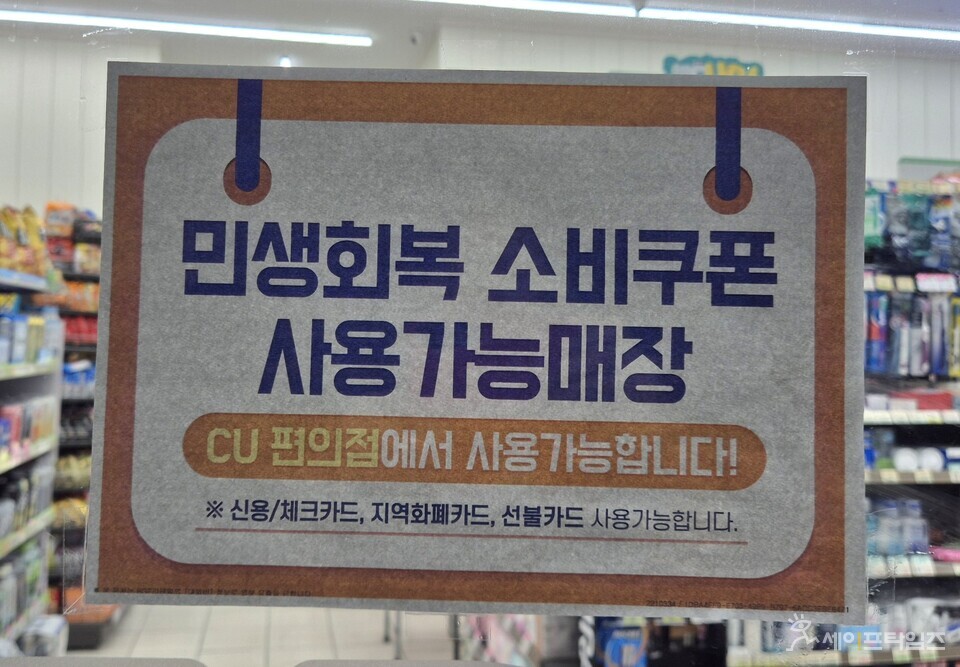 민생회복 소비쿠폰
사용가능매장
CU 편의점에서 사용가능합니다!
※ 신용/체크카드, 지역화폐카드, 선불카드 사용가능합니다.
세이프타임즈